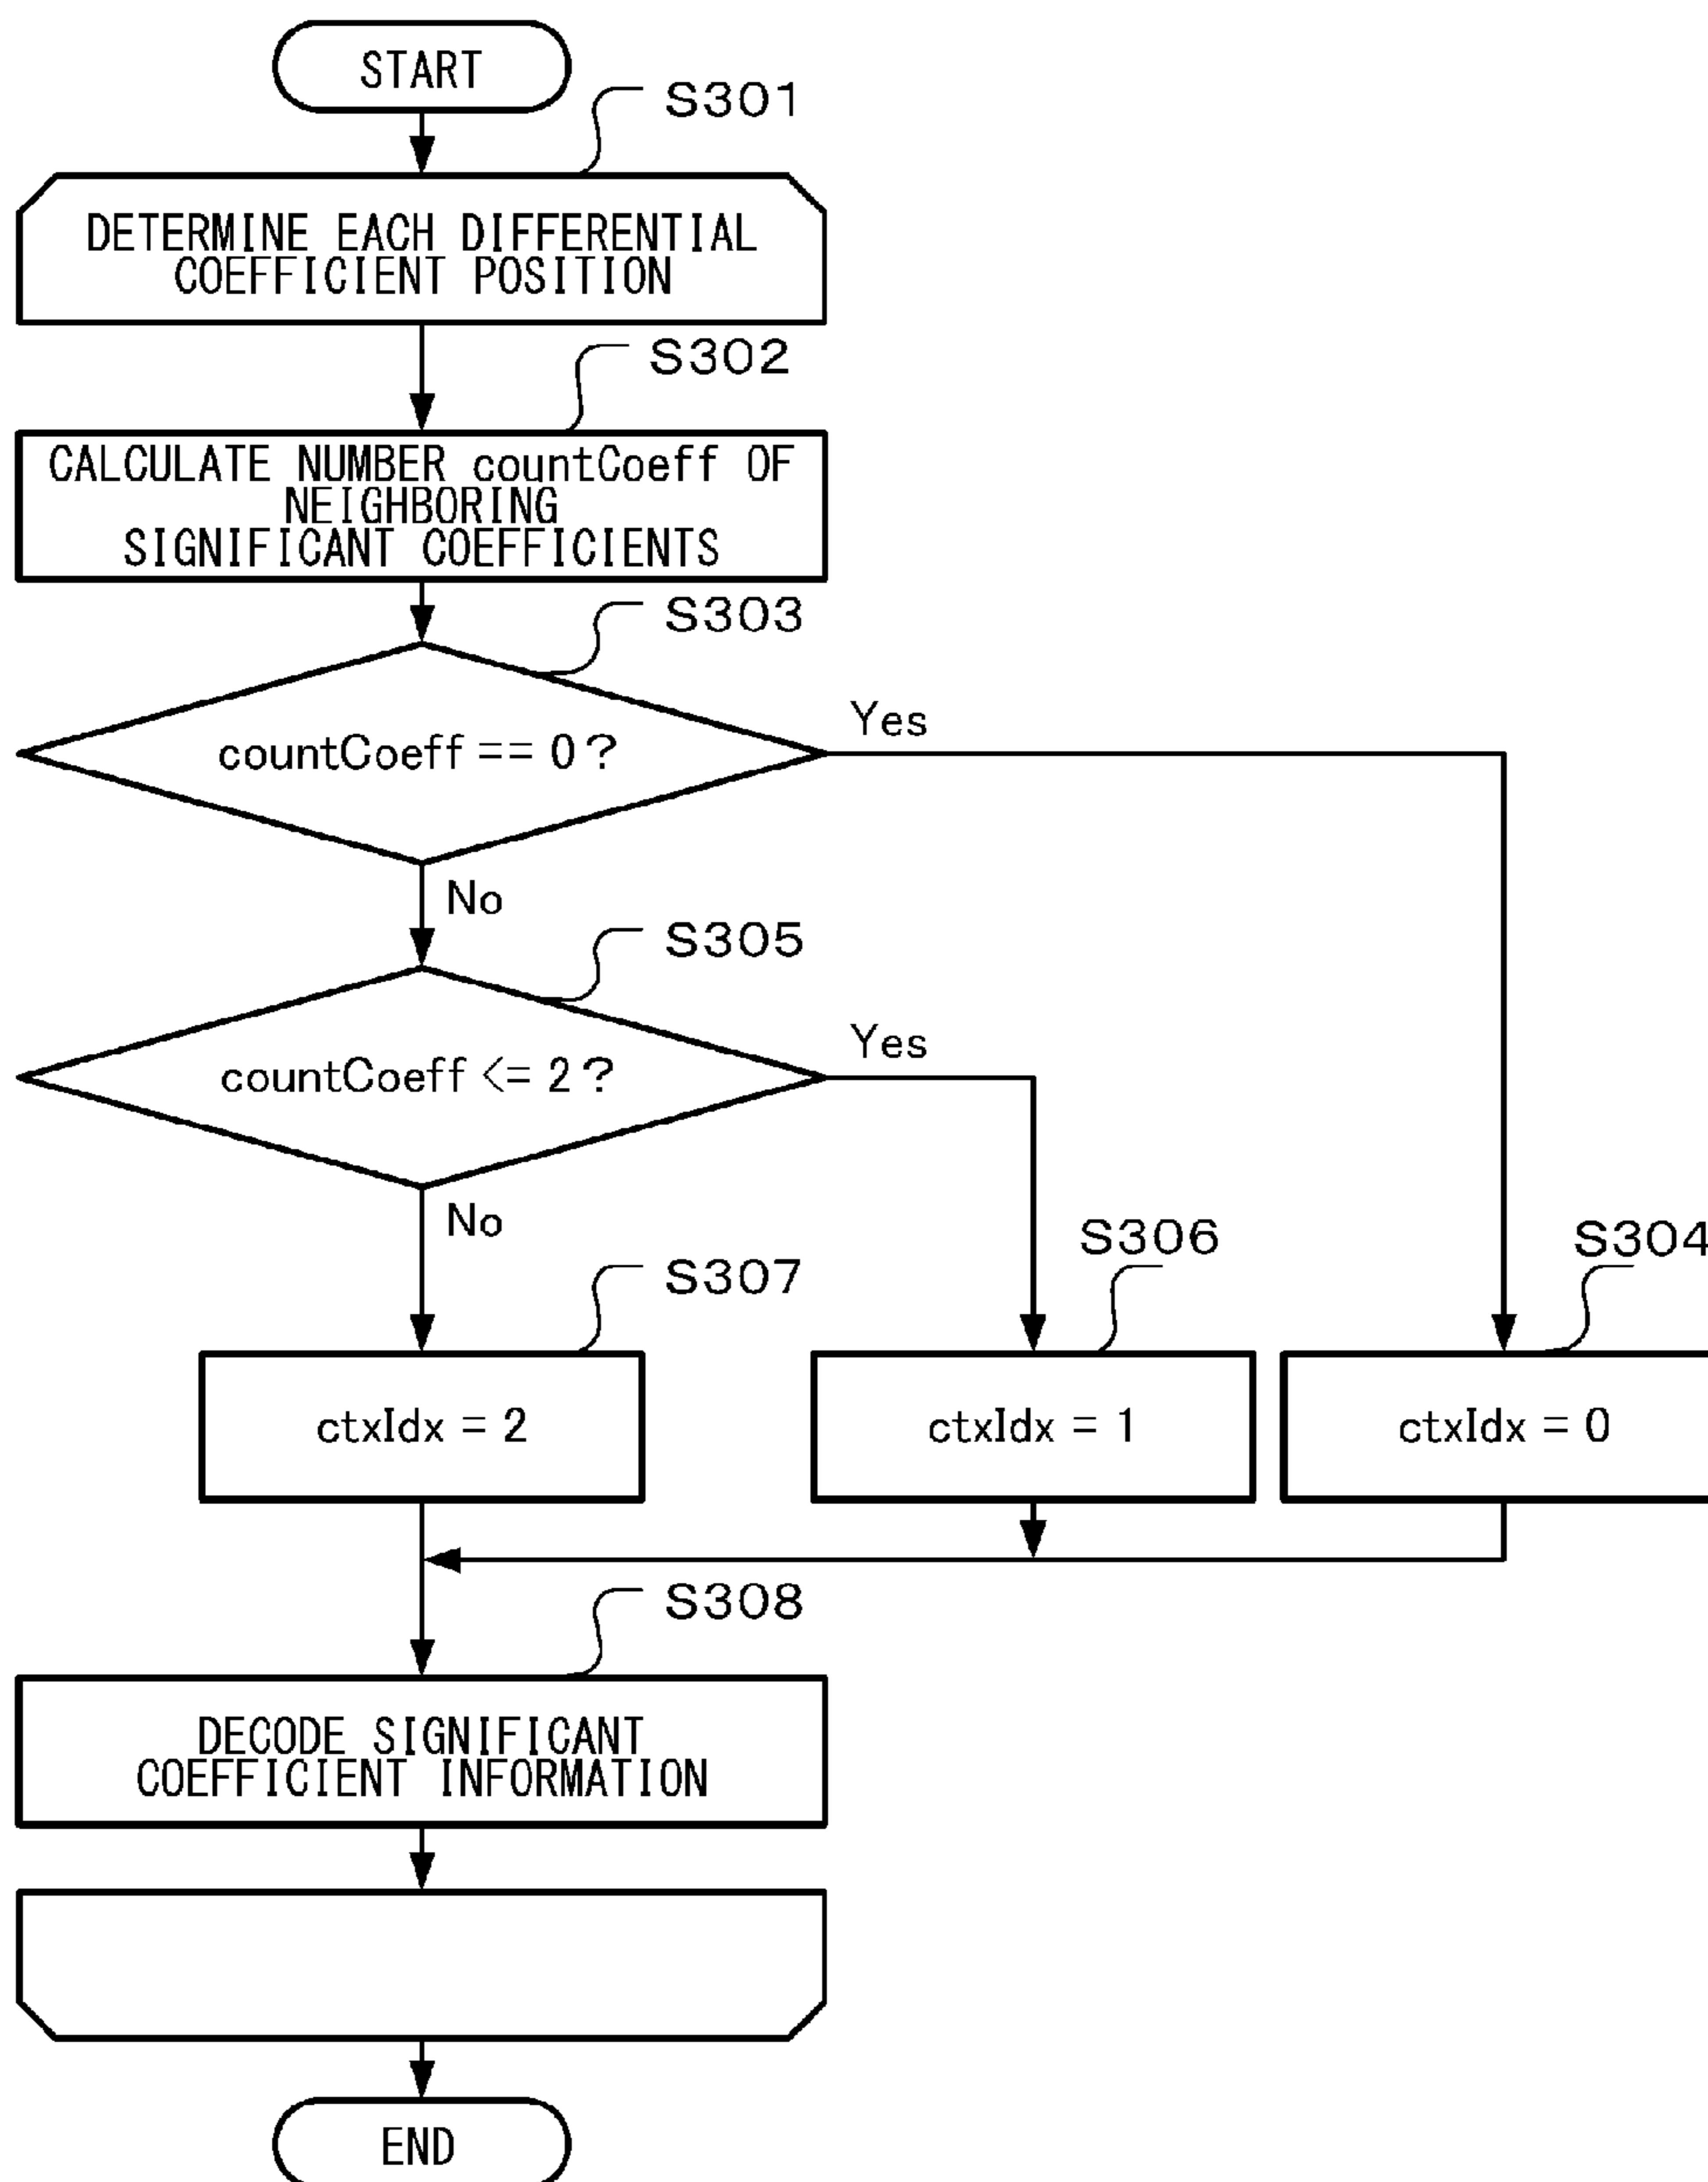 START
S301
DETERMINE EACH DIFFERENTIAL
COEFFICIENT POSITION
S302
CALCULATE NUMBER countCoeff OF
NEIGHBORING
SIGNIFICANT COEFFICIENTS
S303
countCoeff == 0 ?
Yes
No
S305
countCoeff <= 2 ?
Yes
No
S307
S306
S304
ctxIdx = 2
ctxIdx = 1
ctxIdx = 0
S308
DECODE SIGNIFICANT
COEFFICIENT INFORMATION
END